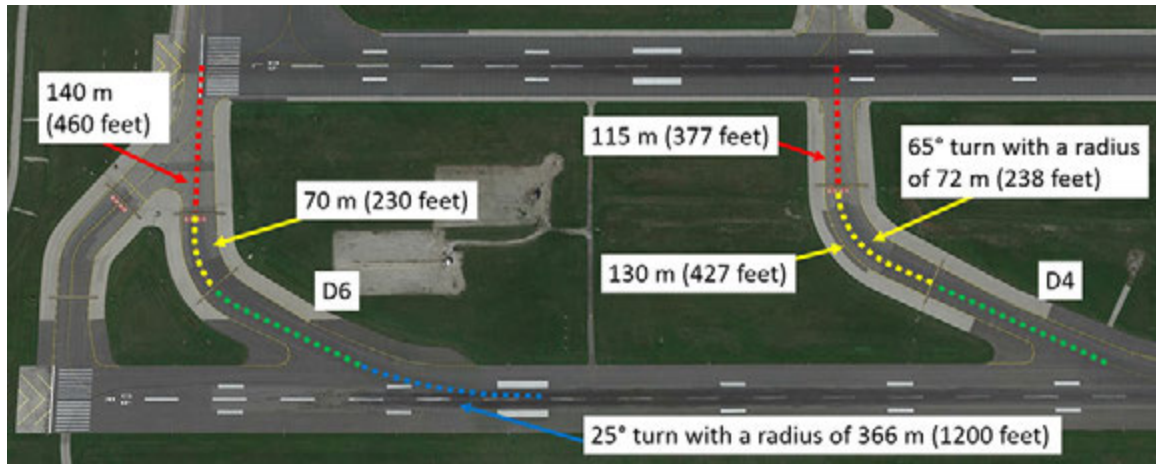 140 m
(460 feet)
115 m (377 feet)
65° turn with a radius
of 72 m (238 feet)
70 m (230 feet)
130 m (427 feet)
D6
D4
25° turn with a radius of 366 m (1200 feet)